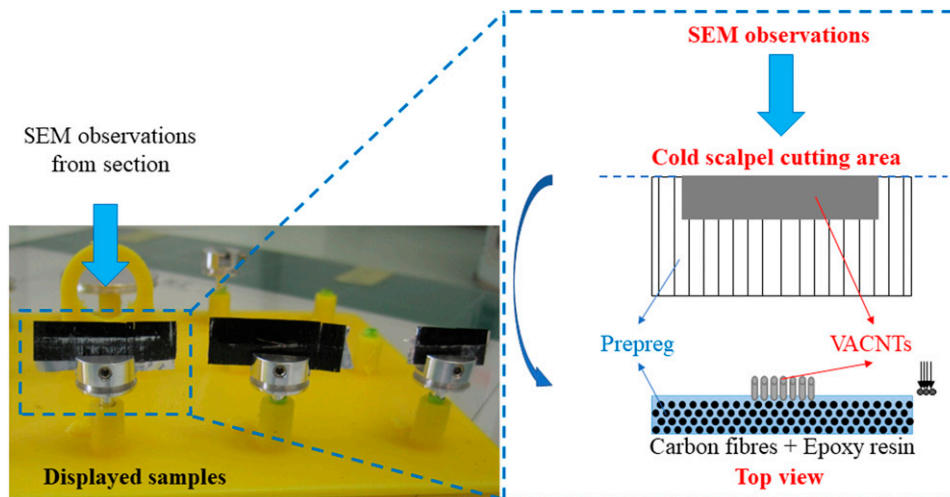 SEM observations
from section
Displayed samples
SEM observations
Cold scalpel cutting area
Prepreg
VACNTs
Carbon fibres + Epoxy resin
Top view